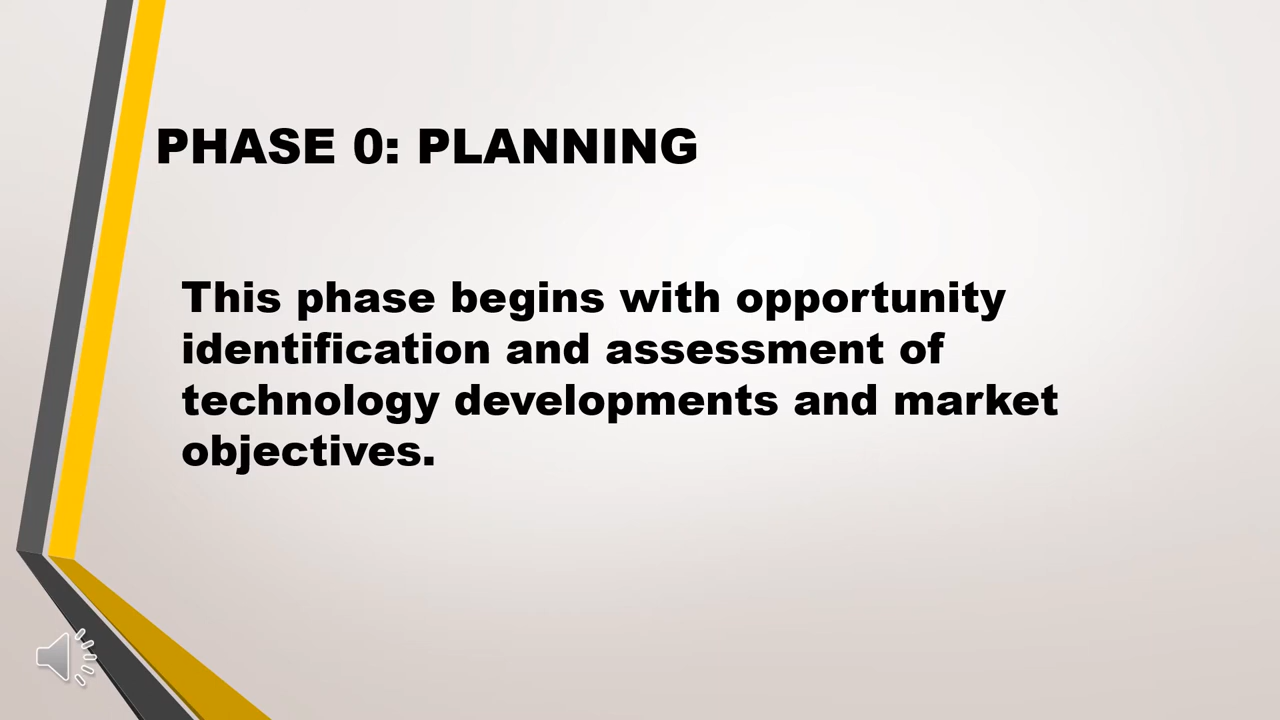 PHASE 0: PLANNING
This phase begins with opportunity
identification and assessment of
technology developments and market
objectives.